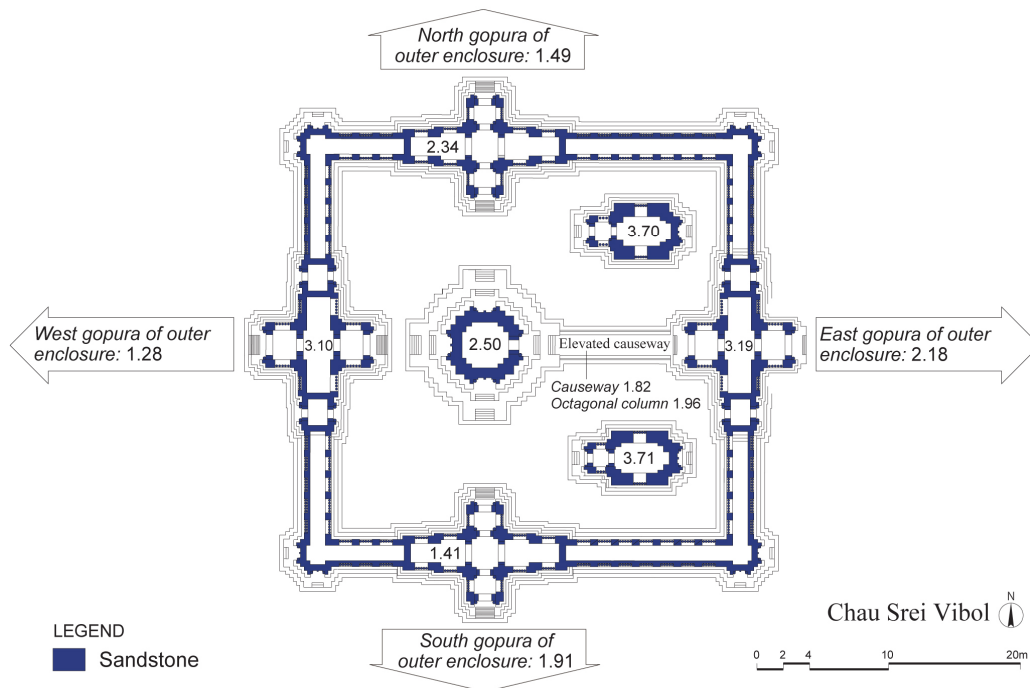 North gopura of
outer enclosure: 1.49
2.34
3.70
West gopura of outer
enclosure: 1.28
3.10
2.50
Elevated causeway
3.19
East gopura of outer
enclosure: 2.18
Causeway 1.82
Octagonal column 1.96
3.71
1.41
South gopura of
outer enclosure: 1.91
LEGEND
Sandstone
Chau Srei Vibol
N
0 2 4 10 20m